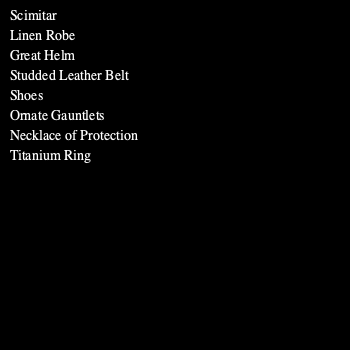 Scimitar
Linen Robe
Great Helm
Studded Leather Belt
Shoes
Ornate Gauntlets
Necklace of Protection
Titanium Ring